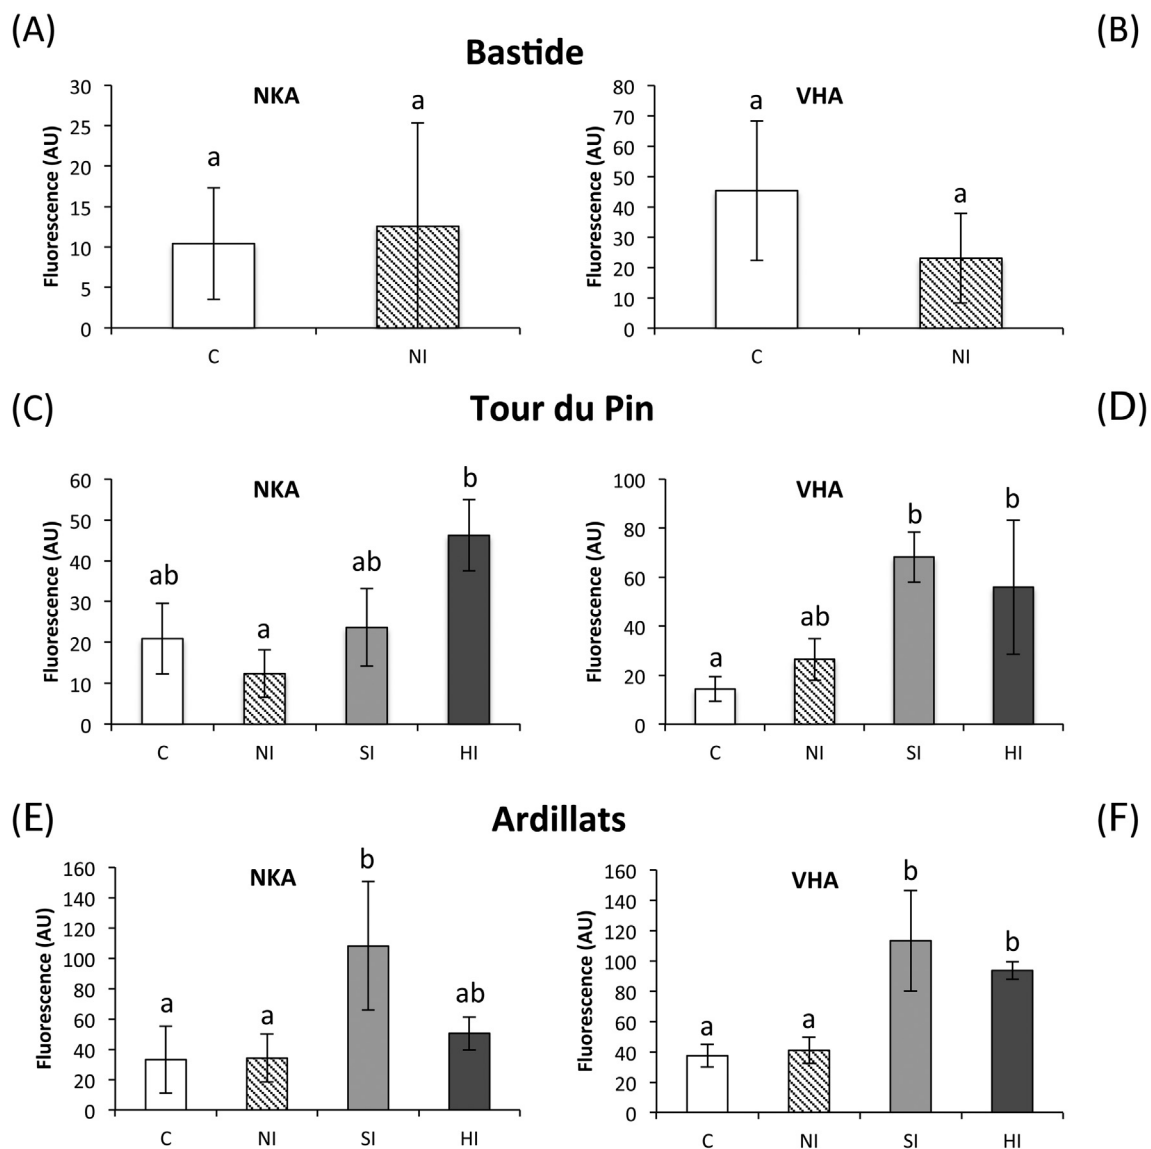 (A)
(B)
Bastide
NKA
Fluorescence (AU)
30
25
20
15
10
5
0
a
a
C
NI
VHA
Fluorescence (AU)
80
70
60
50
40
30
20
10
0
a
a
C
NI
(C)
Tour du Pin
(D)
NKA
Fluorescence (AU)
60
50
40
30
20
10
0
ab
a
ab
b
C
NI
SI
HI
VHA
Fluorescence (AU)
100
80
60
40
20
0
a
ab
b
b
C
NI
SI
HI
(E)
Ardillats
(F)
NKA
Fluorescence (AU)
160
140
120
100
80
60
40
20
0
a
a
b
ab
C
NI
SI
HI
VHA
Fluorescence (AU)
160
140
120
100
80
60
40
20
0
a
a
b
b
C
NI
SI
HI